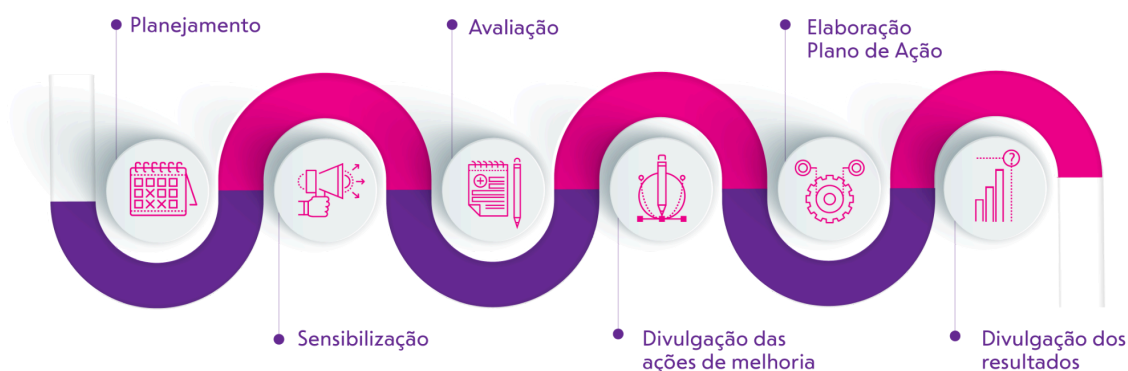 Planejamento
Sensibilização
Avaliação
Divulgação das
ações de melhoria
Elaboração
Plano de Ação
Divulgação dos
resultados
?